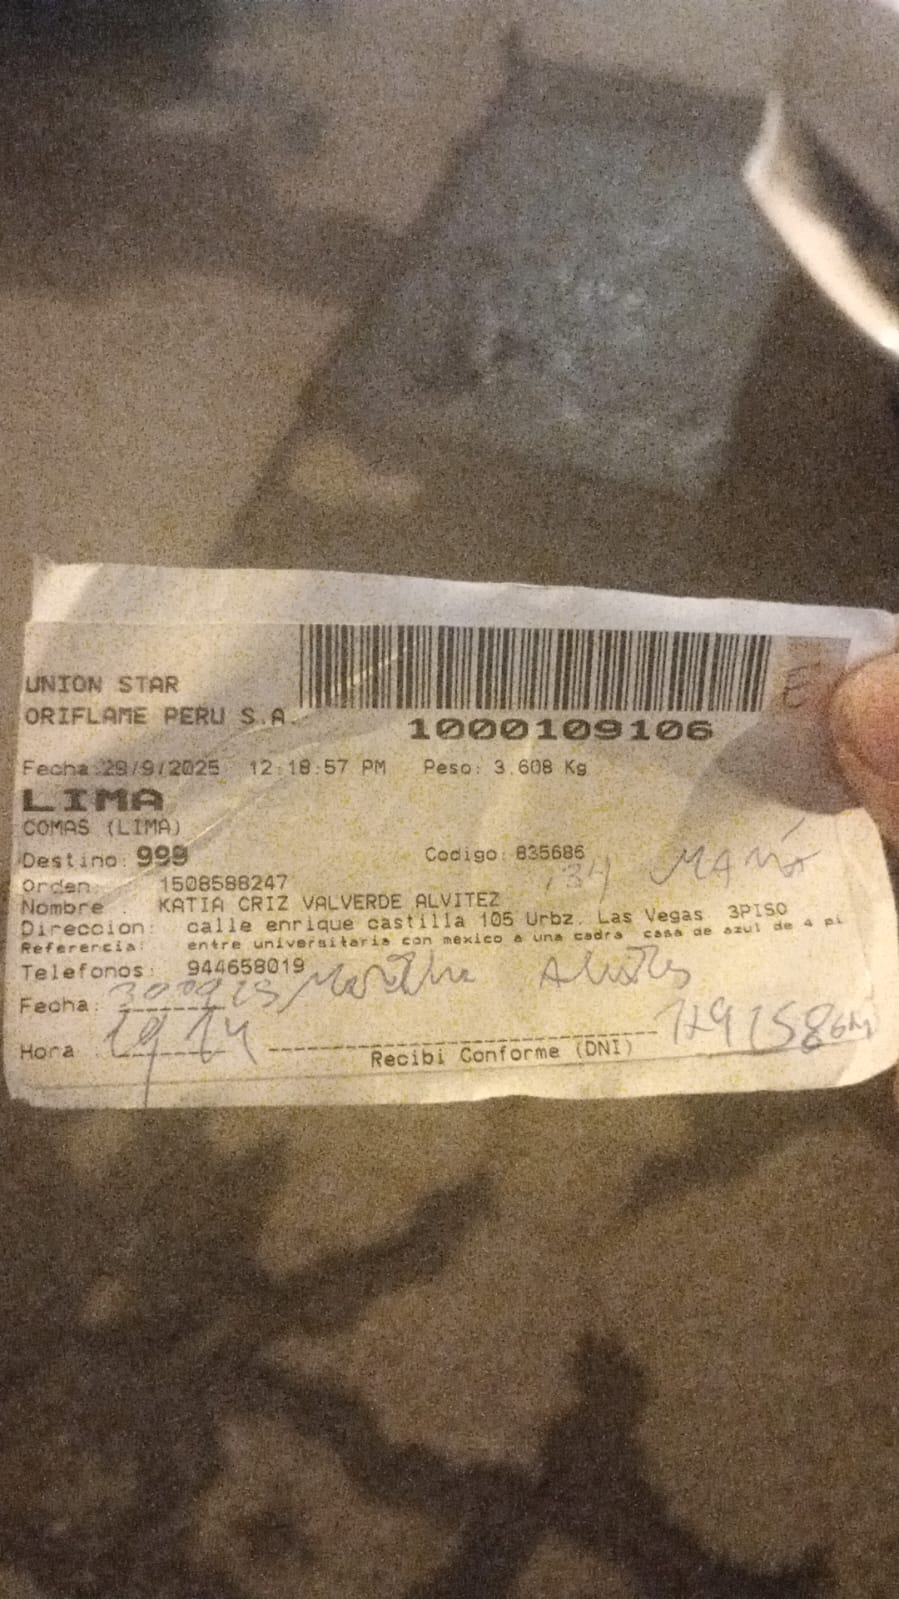 UNION STAR
ORIFLAME PERU S.A.
1000109106
Fecha:29/9/2025 12:18:57 PM Peso: 3.608 Kg
LIMA
COMAS (LIMA)
Destino: 999 Codigo: 835686
Orden: 1508588247
Nombre : KATIA CRIZ VALVERDE ALVITEZ
Direccion: calle enrique castilla 105 Urbz. Las Vegas 3PISO
Referencia: entre universitaria con mexico a una cadra casa de azul de 4 pi
Telefonos: 944658019
Fecha:
Hora :
Recibi Conforme (DNI)